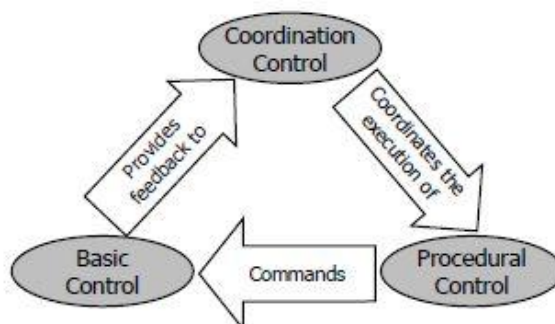 Coordination
Control
Provides
feedback to
Coordinates the
execution of
Basic
Control
Commands
Procedural
Control